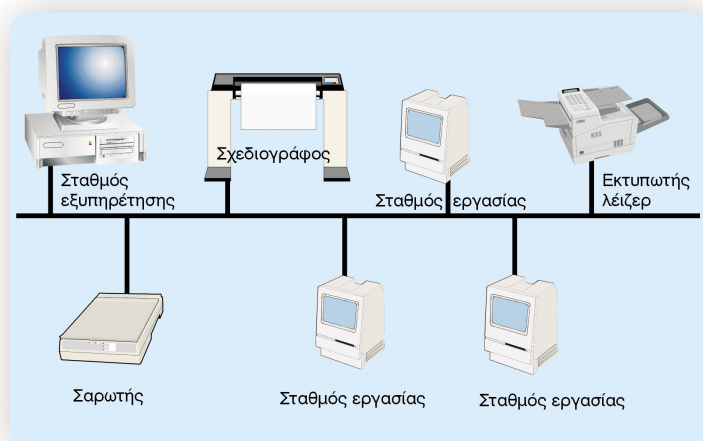 Σχεδιογράφος
Σταθμός
εξυπηρέτησης
Σταθμός εργασίας
Εκτυπωτής
λέιζερ
Σαρωτής
Σταθμός εργασίας
Σταθμός εργασίας